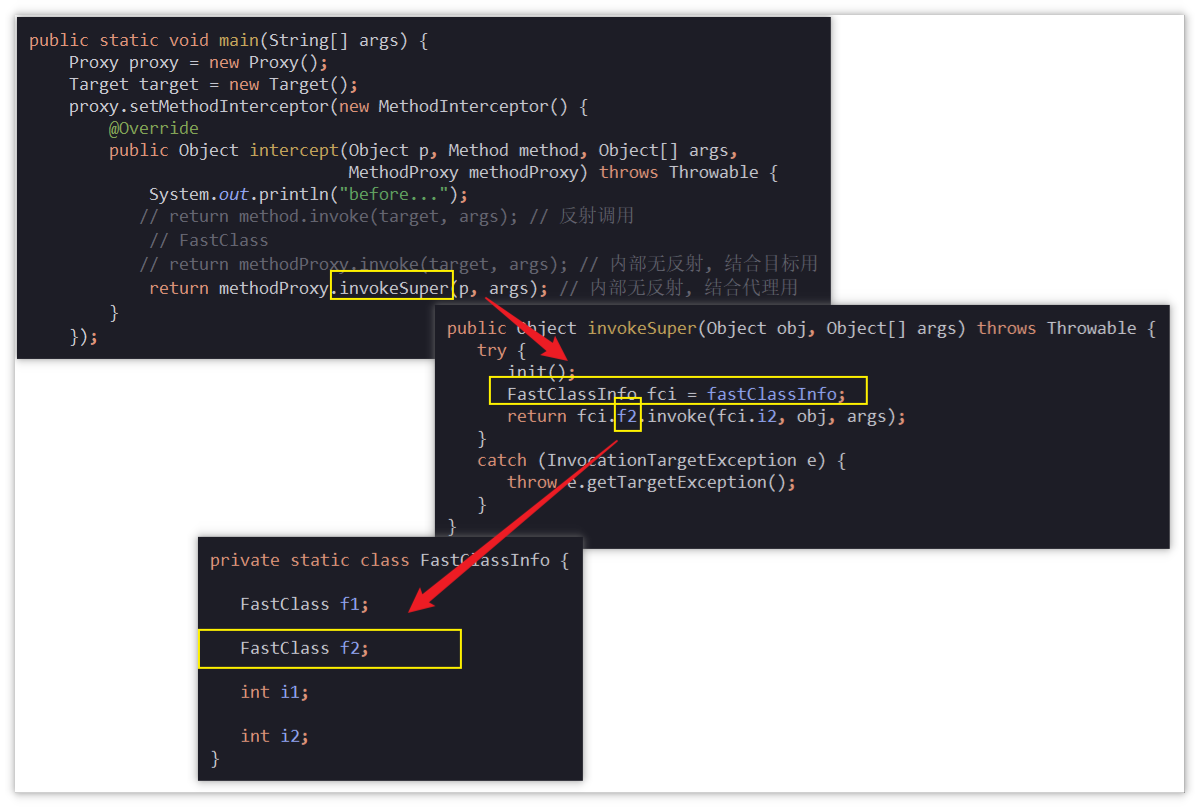 public static void main(String[] args) {
Proxy proxy = new Proxy();
Target target = new Target();
proxy.setMethodInterceptor(new MethodInterceptor() {
@Override
public Object intercept(Object p, Method method, Object[] args,
MethodProxy methodProxy) throws Throwable {
System.out.println("before...");
// return method.invoke(target, args); // 反射调用
// FastClass
// return methodProxy.invoke(target, args); // 内部无反射, 结合目标用
return methodProxy.invokeSuper(p, args); // 内部无反射, 结合代理用
}
});
public Object invokeSuper(Object obj, Object[] args) throws Throwable {
try {
init();
FastClassInfo fci = fastClassInfo;
return fci.f2.invoke(fci.i2, obj, args);
}
catch (InvocationTargetException e) {
throw e.getTargetException();
}
}
private static class FastClassInfo {
FastClass f1;
FastClass f2;
int i1;
int i2;
}